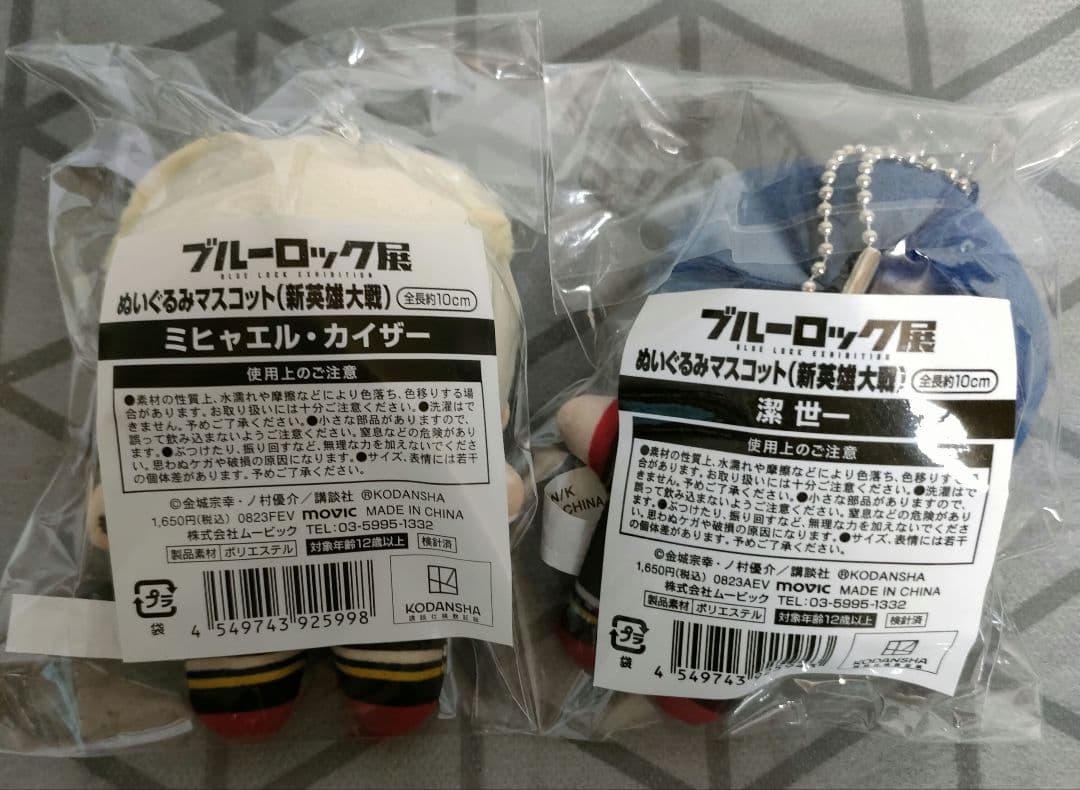 ブルーロック展
BLUE LOCK EXHIBITION
ぬいぐるみマスコット(新英雄大戦) 全長約10cm
ミヒャエル・カイザー
使用上のご注意
●素材の性質上、水濡れや摩擦などにより色落ち、色移りする場
合があります。お取り扱いには十分ご注意ください。●洗濯はで
きません。予めご了承ください。●小さな部品がありますので、
誤って飲み込まないようご注意ください。窒息などの危険があり
ます。●ぶつけたり、振り回すなど、無理な力を加えないでくださ
い。思わぬケガや破損の原因になります。●サイズ、表情には若干
の個体差があります。予めご了承ください。
©金城宗幸・ノ村優介/講談社 ®KODANSHA
1,650円(税込) 0823FEV movic MADE IN CHINA
株式会社ムービック TEL:03-5995-1332
製品素材 ポリエステル 対象年齢12歳以上 検針済
プラ
袋
4 549743 925998
KODANSHA
ブルーロック展
BLUE LOCK EXHIBITION
ぬいぐるみマスコット(新英雄大戦) 全長約10cm
潔 世一
使用上のご注意
●素材の性質上、水濡れや摩擦などにより色落ち、色移りする場
合があります。お取り扱いには十分ご注意ください。●洗濯はで
きません。予めご了承ください。●小さな部品がありますので、
誤って飲み込まないようご注意ください。窒息などの危険があり
ます。●ぶつけたり、振り回すなど、無理な力を加えないでくださ
い。思わぬケガや破損の原因になります。●サイズ、表情には若干
の個体差があります。予めご了承ください。
©金城宗幸・ノ村優介/講談社 ®KODANSHA
1,650円(税込) 0823AEV movic MADE IN CHINA
株式会社ムービック TEL:03-5995-1332
製品素材 ポリエステル 対象年齢12歳以上 検針済
プラ
袋
4 549743
KODANSHA
N/K
CHINA